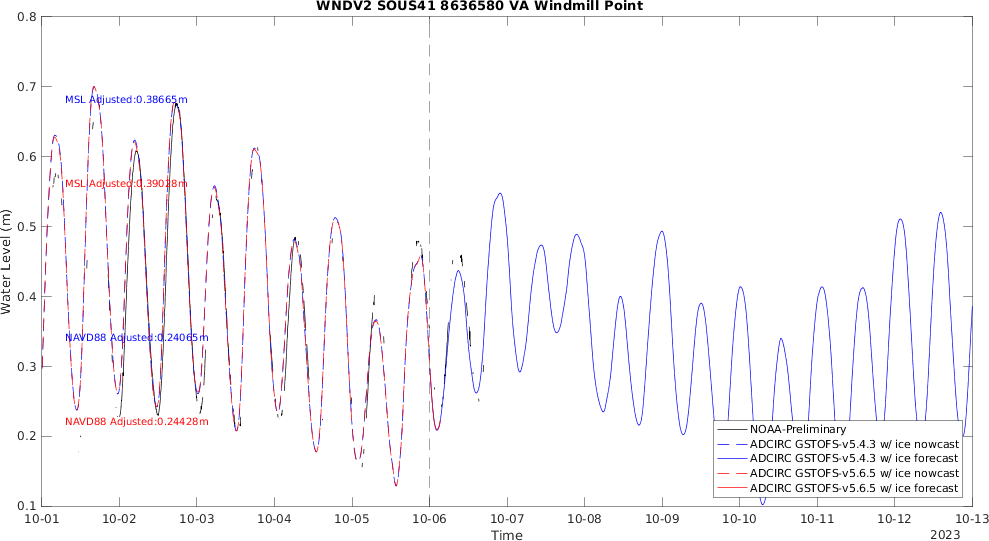 WNDV2 SOUS41 8636580 VA Windmill Point
0.8
0.7
0.6
0.5
0.4
0.3
0.2
0.1
Water Level (m)
MSL Adjusted:0.38665m
MSL Adjusted:0.39028m
NAVD88 Adjusted:0.24065m
NAVD88 Adjusted:0.24428m
NOAA-Preliminary
ADCIRC GSTOFS-v5.4.3 w/ ice nowcast
ADCIRC GSTOFS-v5.4.3 w/ ice forecast
ADCIRC GSTOFS-v5.6.5 w/ ice nowcast
ADCIRC GSTOFS-v5.6.5 w/ ice forecast
10-01 10-02 10-03 10-04 10-05 10-06 10-07 10-08 10-09 10-10 10-11 10-12 10-13
Time
2023